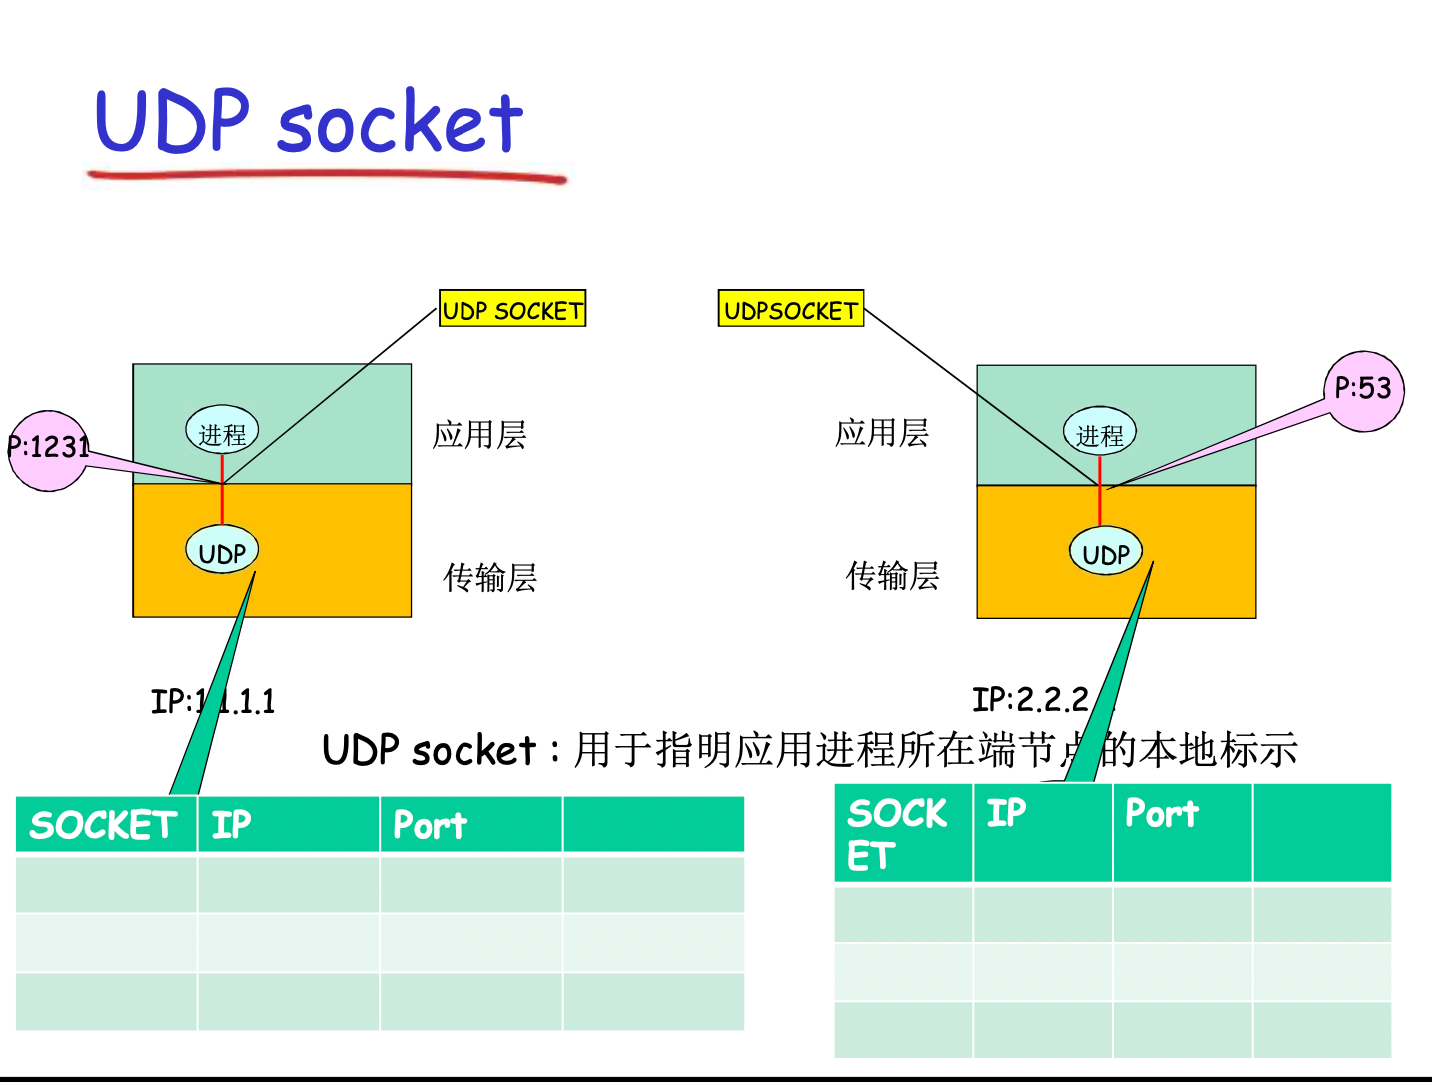 UDP socket
UDP SOCKET
UDPSOCKET
P:1231
进程
应用层
UDP
传输层
应用层
进程
P:53
传输层
UDP
IP:1.1.1.1
IP:2.2.2.
UDP socket：用于指明应用进程所在端节点的本地标示
SOCKET IP Port
SOCK
ET IP Port